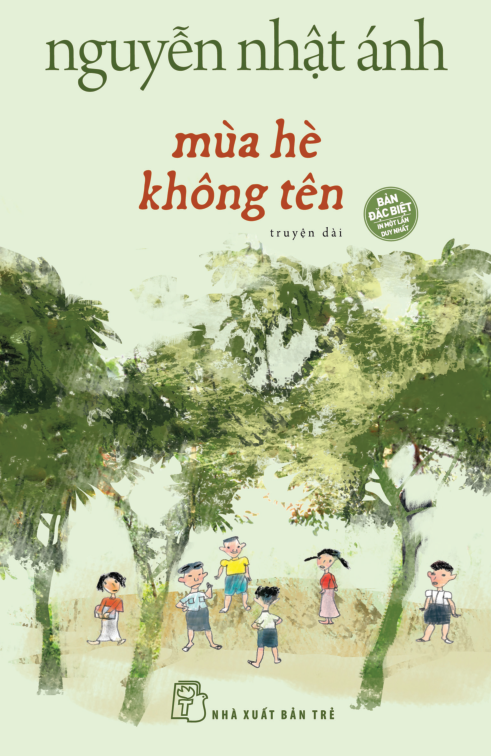 nguyễn nhật ánh
mùa hè
không tên
truyện dài
BẢN
ĐẶC BIỆT
IN MỘT LẦN
DUY NHẤT
NHÀ XUẤT BẢN TRẺ